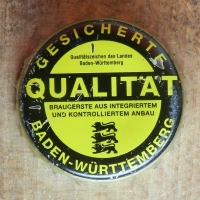 GESICHERTE
Qualitätszeichen des Landes
Baden-Württemberg
QUALITÄT
BRAUGERSTE AUS INTEGRIERTEM
UND KONTROLLIERTEM ANBAU
BADEN-WÜRTTEMBERG